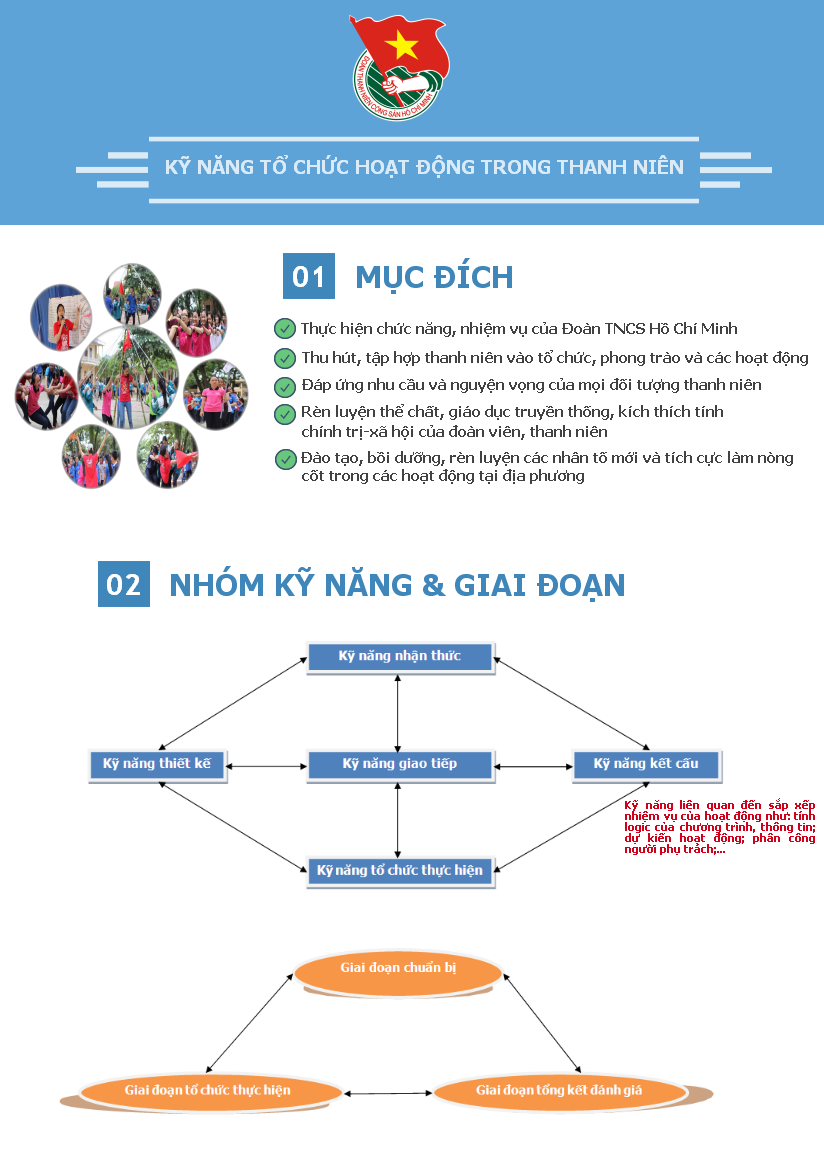 ĐOÀN THANH NIÊN CỘNG SẢN HỒ CHÍ MINH
KỸ NĂNG TỔ CHỨC HOẠT ĐỘNG TRONG THANH NIÊN
01 MỤC ĐÍCH
Thực hiện chức năng, nhiệm vụ của Đoàn TNCS Hồ Chí Minh
Thu hút, tập hợp thanh niên vào tổ chức, phong trào và các hoạt động
Đáp ứng nhu cầu và nguyện vọng của mọi đối tượng thanh niên
Rèn luyện thể chất, giáo dục truyền thống, kích thích tính
chính trị-xã hội của đoàn viên, thanh niên
Đào tạo, bồi dưỡng, rèn luyện các nhân tố mới và tích cực làm nòng
cốt trong các hoạt động tại địa phương
02 NHÓM KỸ NĂNG & GIAI ĐOẠN
Kỹ năng nhận thức
Kỹ năng thiết kế
Kỹ năng giao tiếp
Kỹ năng kết cấu
Kỹ năng liên quan đến sắp xếp
nhiệm vụ của hoạt động như: tính
logic của chương trình, thông tin;
dự kiến hoạt động; phân công
người phụ trách;...
Kỹ năng tổ chức thực hiện
Giai đoạn chuẩn bị
Giai đoạn tổ chức thực hiện
Giai đoạn tổng kết đánh giá